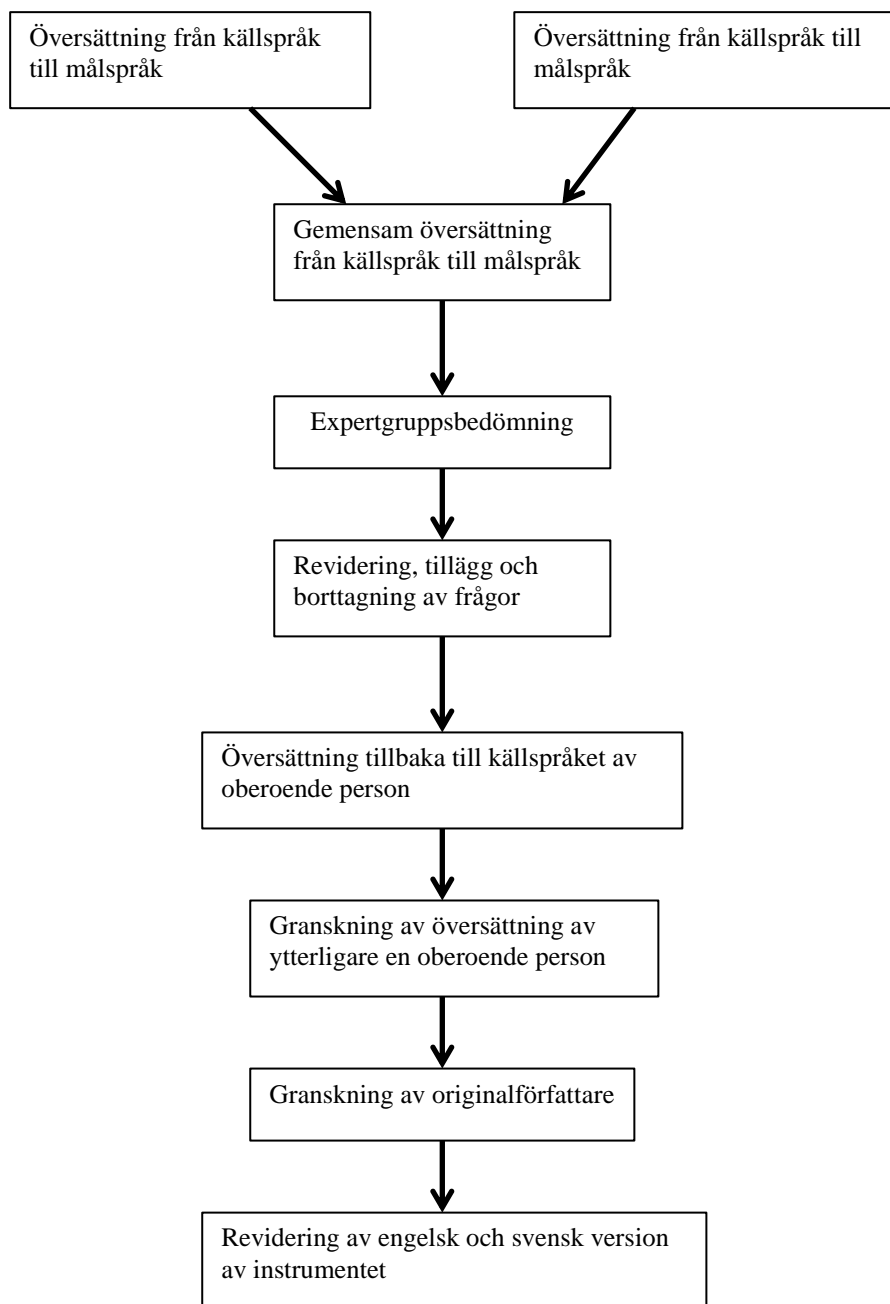 Översättning från källspråk
till målspråk
Översättning från källspråk till
målspråk
Gemensam översättning
från källspråk till målspråk
Expertgruppsbedömning
Revidering, tillägg och
borttagning av frågor
Översättning tillbaka till källspråket av
oberoende person
Granskning av översättning av
ytterligare en oberoende person
Granskning av originalförfattare
Revidering av engelsk och svensk version
av instrumentet